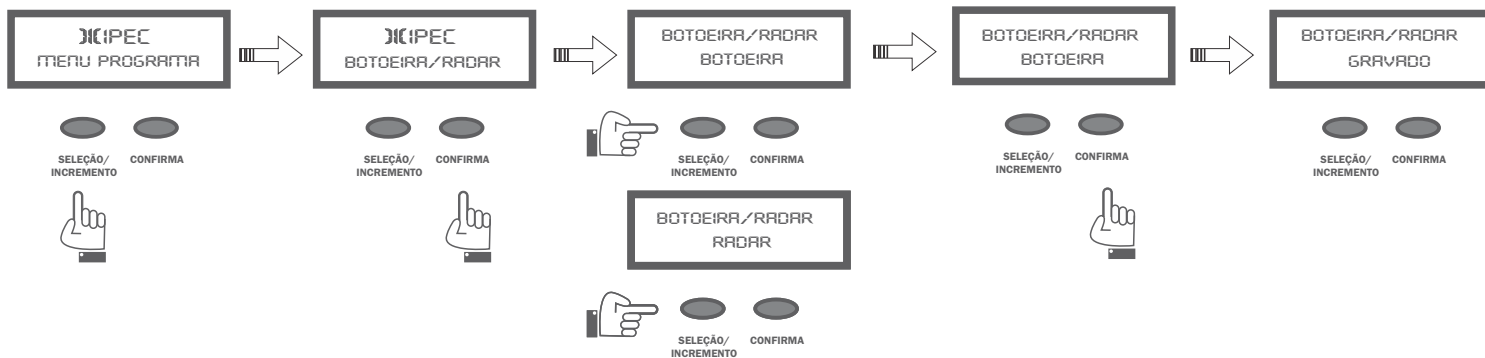 IPEC
MENU PROGRAMA
SELEÇÃO/
INCREMENTO
CONFIRMA
IPEC
BOTOEIRA/RADAR
SELEÇÃO/
INCREMENTO
CONFIRMA
BOTOEIRA/RADAR
BOTOEIRA
SELEÇÃO/
INCREMENTO
CONFIRMA
BOTOEIRA/RADAR
RADAR
SELEÇÃO/
INCREMENTO
CONFIRMA
BOTOEIRA/RADAR
BOTOEIRA
SELEÇÃO/
INCREMENTO
CONFIRMA
BOTOEIRA/RADAR
GRAVADO
SELEÇÃO/
INCREMENTO
CONFIRMA